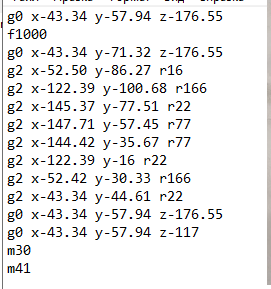 g0 x-43.34 y-57.94 z-176.55
f1000
g0 x-43.34 y-71.32 z-176.55
g2 x-52.50 y-86.27 r16
g2 x-122.39 y-100.68 r166
g2 x-145.37 y-77.51 r22
g2 x-147.71 y-57.45 r77
g2 x-144.42 y-35.67 r77
g2 x-122.39 y-16 r22
g2 x-52.42 y-30.33 r166
g2 x-43.34 y-44.61 r22
g0 x-43.34 y-57.94 z-176.55
g0 x-43.34 y-57.94 z-117
m30
m41